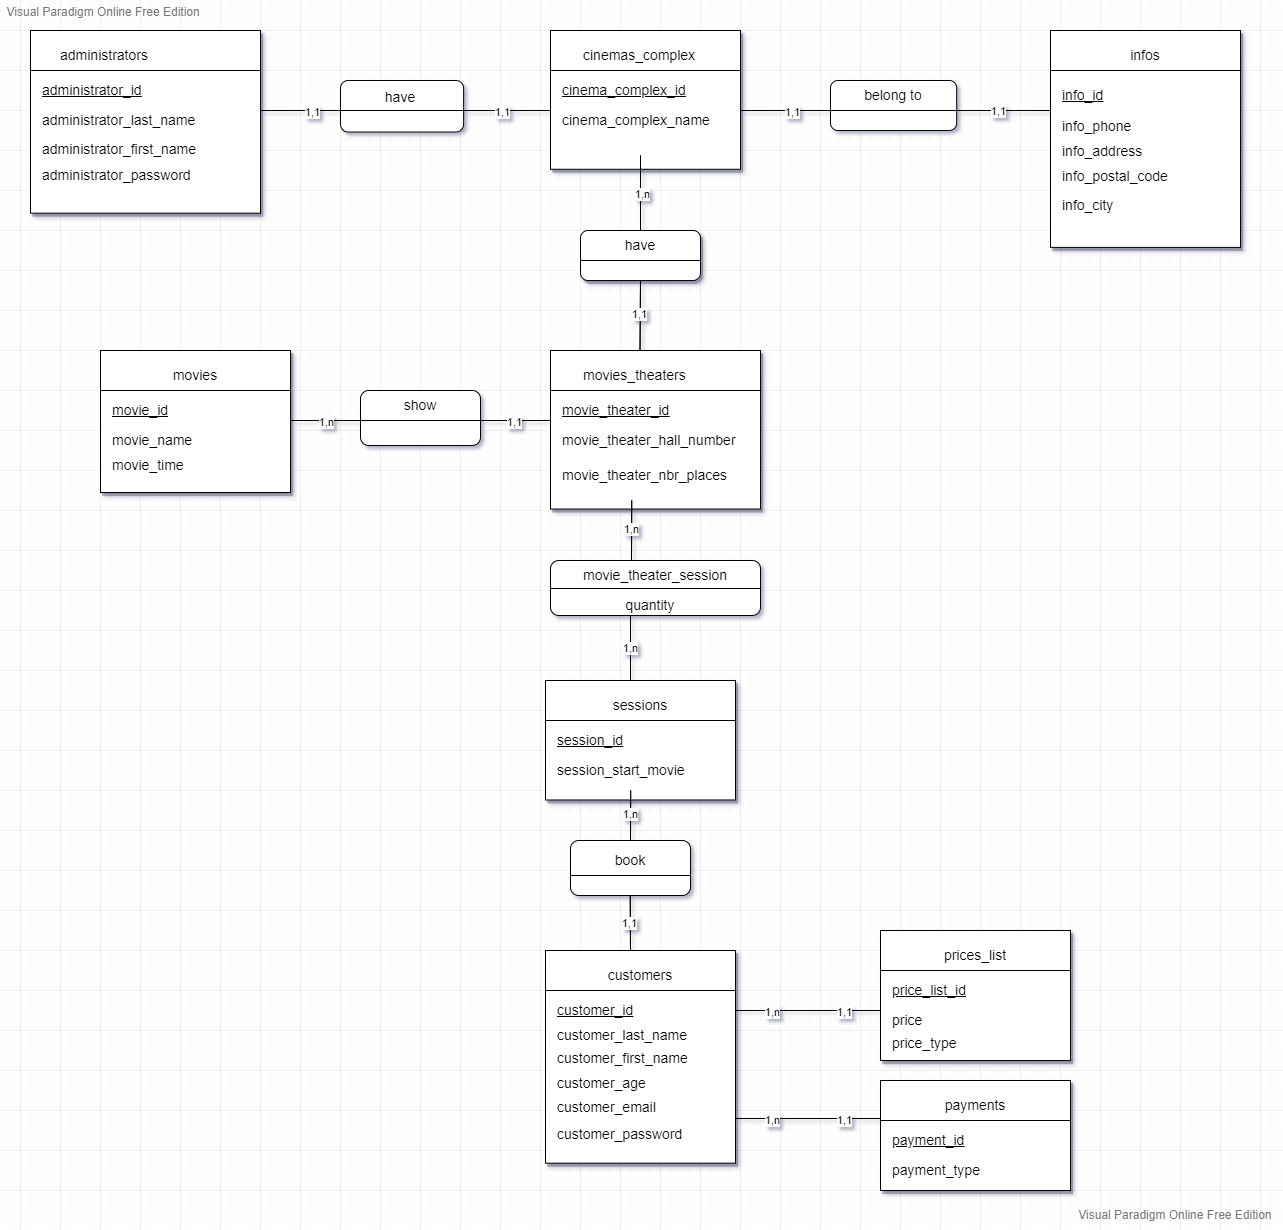 Visual Paradigm Online Free Edition
administrators
administrator_id
administrator_last_name
administrator_first_name
administrator_password
1,1
have
1,1
cinemas_complex
cinema_complex_id
cinema_complex_name
1,1
belong to
1,1
infos
info_id
info_phone
info_address
info_postal_code
info_city
1,n
have
1,1
movies
movie_id
movie_name
movie_time
1,n
show
1,1
movies_theaters
movie_theater_id
movie_theater_hall_number
movie_theater_nbr_places
1,n
movie_theater_session
quantity
1,n
sessions
session_id
session_start_movie
1,n
book
1,1
customers
customer_id
customer_last_name
customer_first_name
customer_age
customer_email
customer_password
1,n
1,1
prices_list
price_list_id
price
price_type
1,n
1,1
payments
payment_id
payment_type
Visual Paradigm Online Free Edition